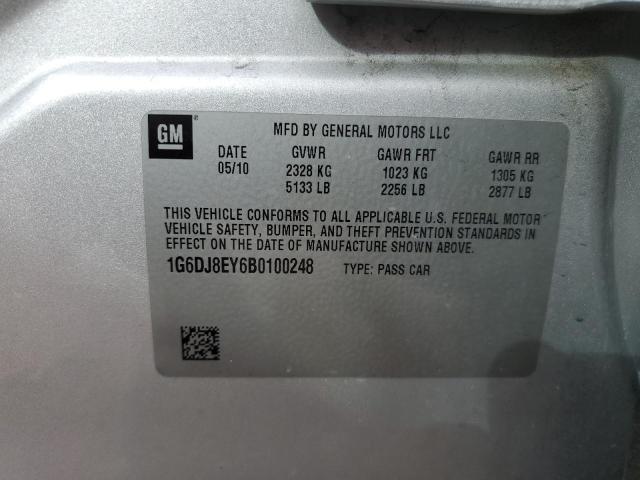 GM ®
MFD BY GENERAL MOTORS LLC
DATE GVWR GAWR FRT GAWR RR
05/10 2328 KG 1023 KG 1305 KG
5133 LB 2256 LB 2877 LB
THIS VEHICLE CONFORMS TO ALL APPLICABLE U.S. FEDERAL MOTOR
VEHICLE SAFETY, BUMPER, AND THEFT PREVENTION STANDARDS IN
EFFECT ON THE DATE OF MANUFACTURE SHOWN ABOVE.
1G6DJ8EY6B0100248 TYPE: PASS CAR